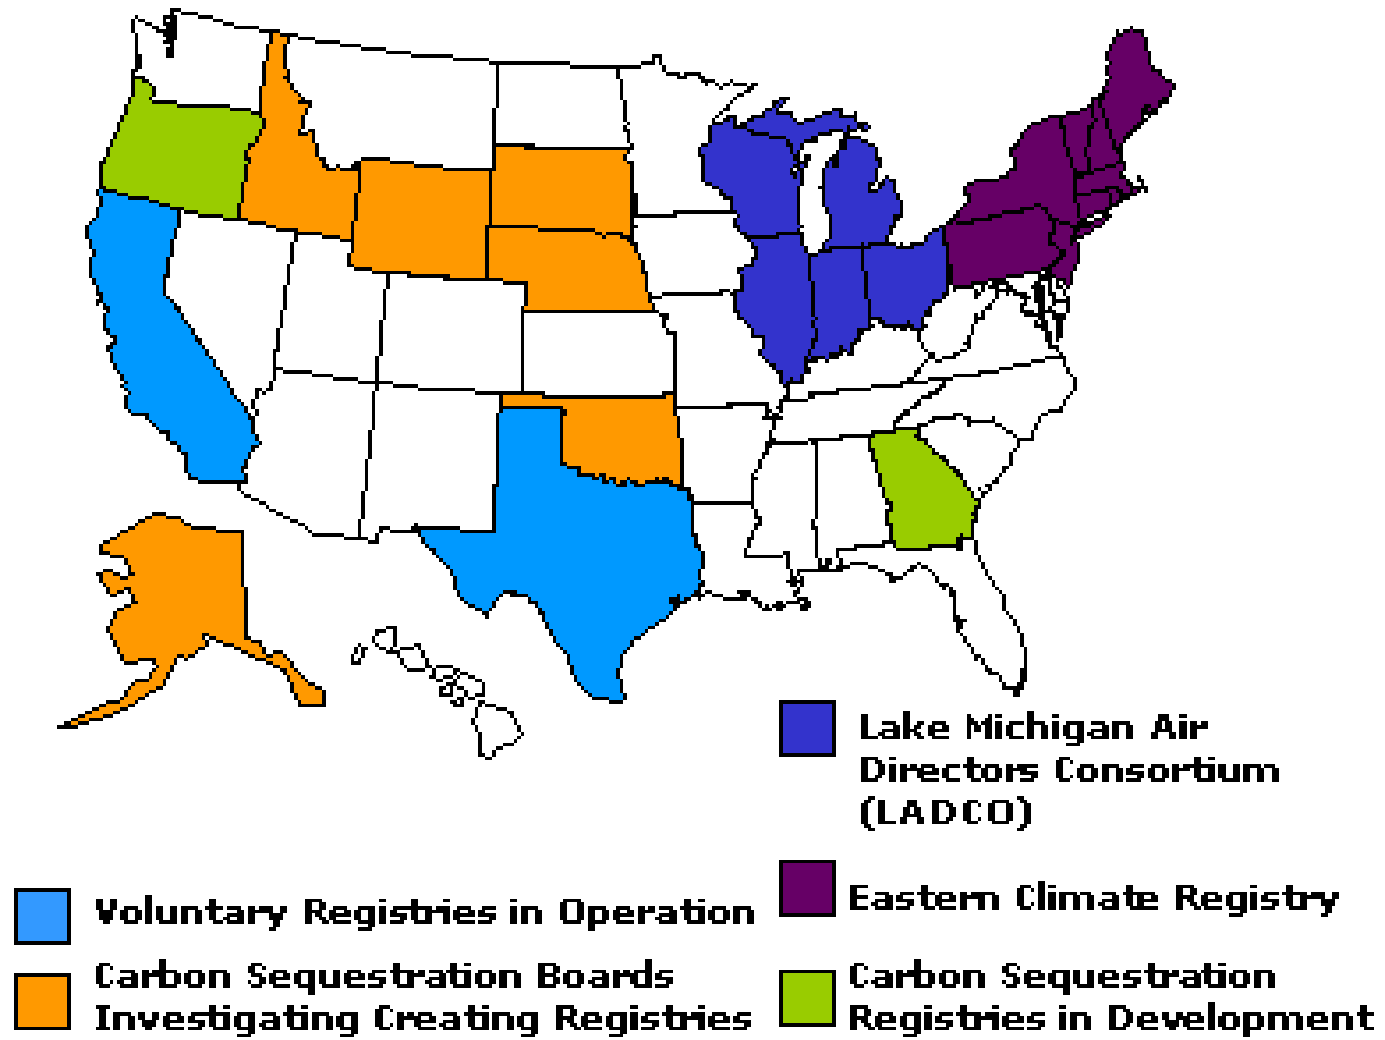 Lake Michigan Air
Directors Consortium
(LADCO)
Voluntary Registries in Operation
Eastern Climate Registry
Carbon Sequestration Boards
Investigating Creating Registries
Carbon Sequestration
Registries in Development